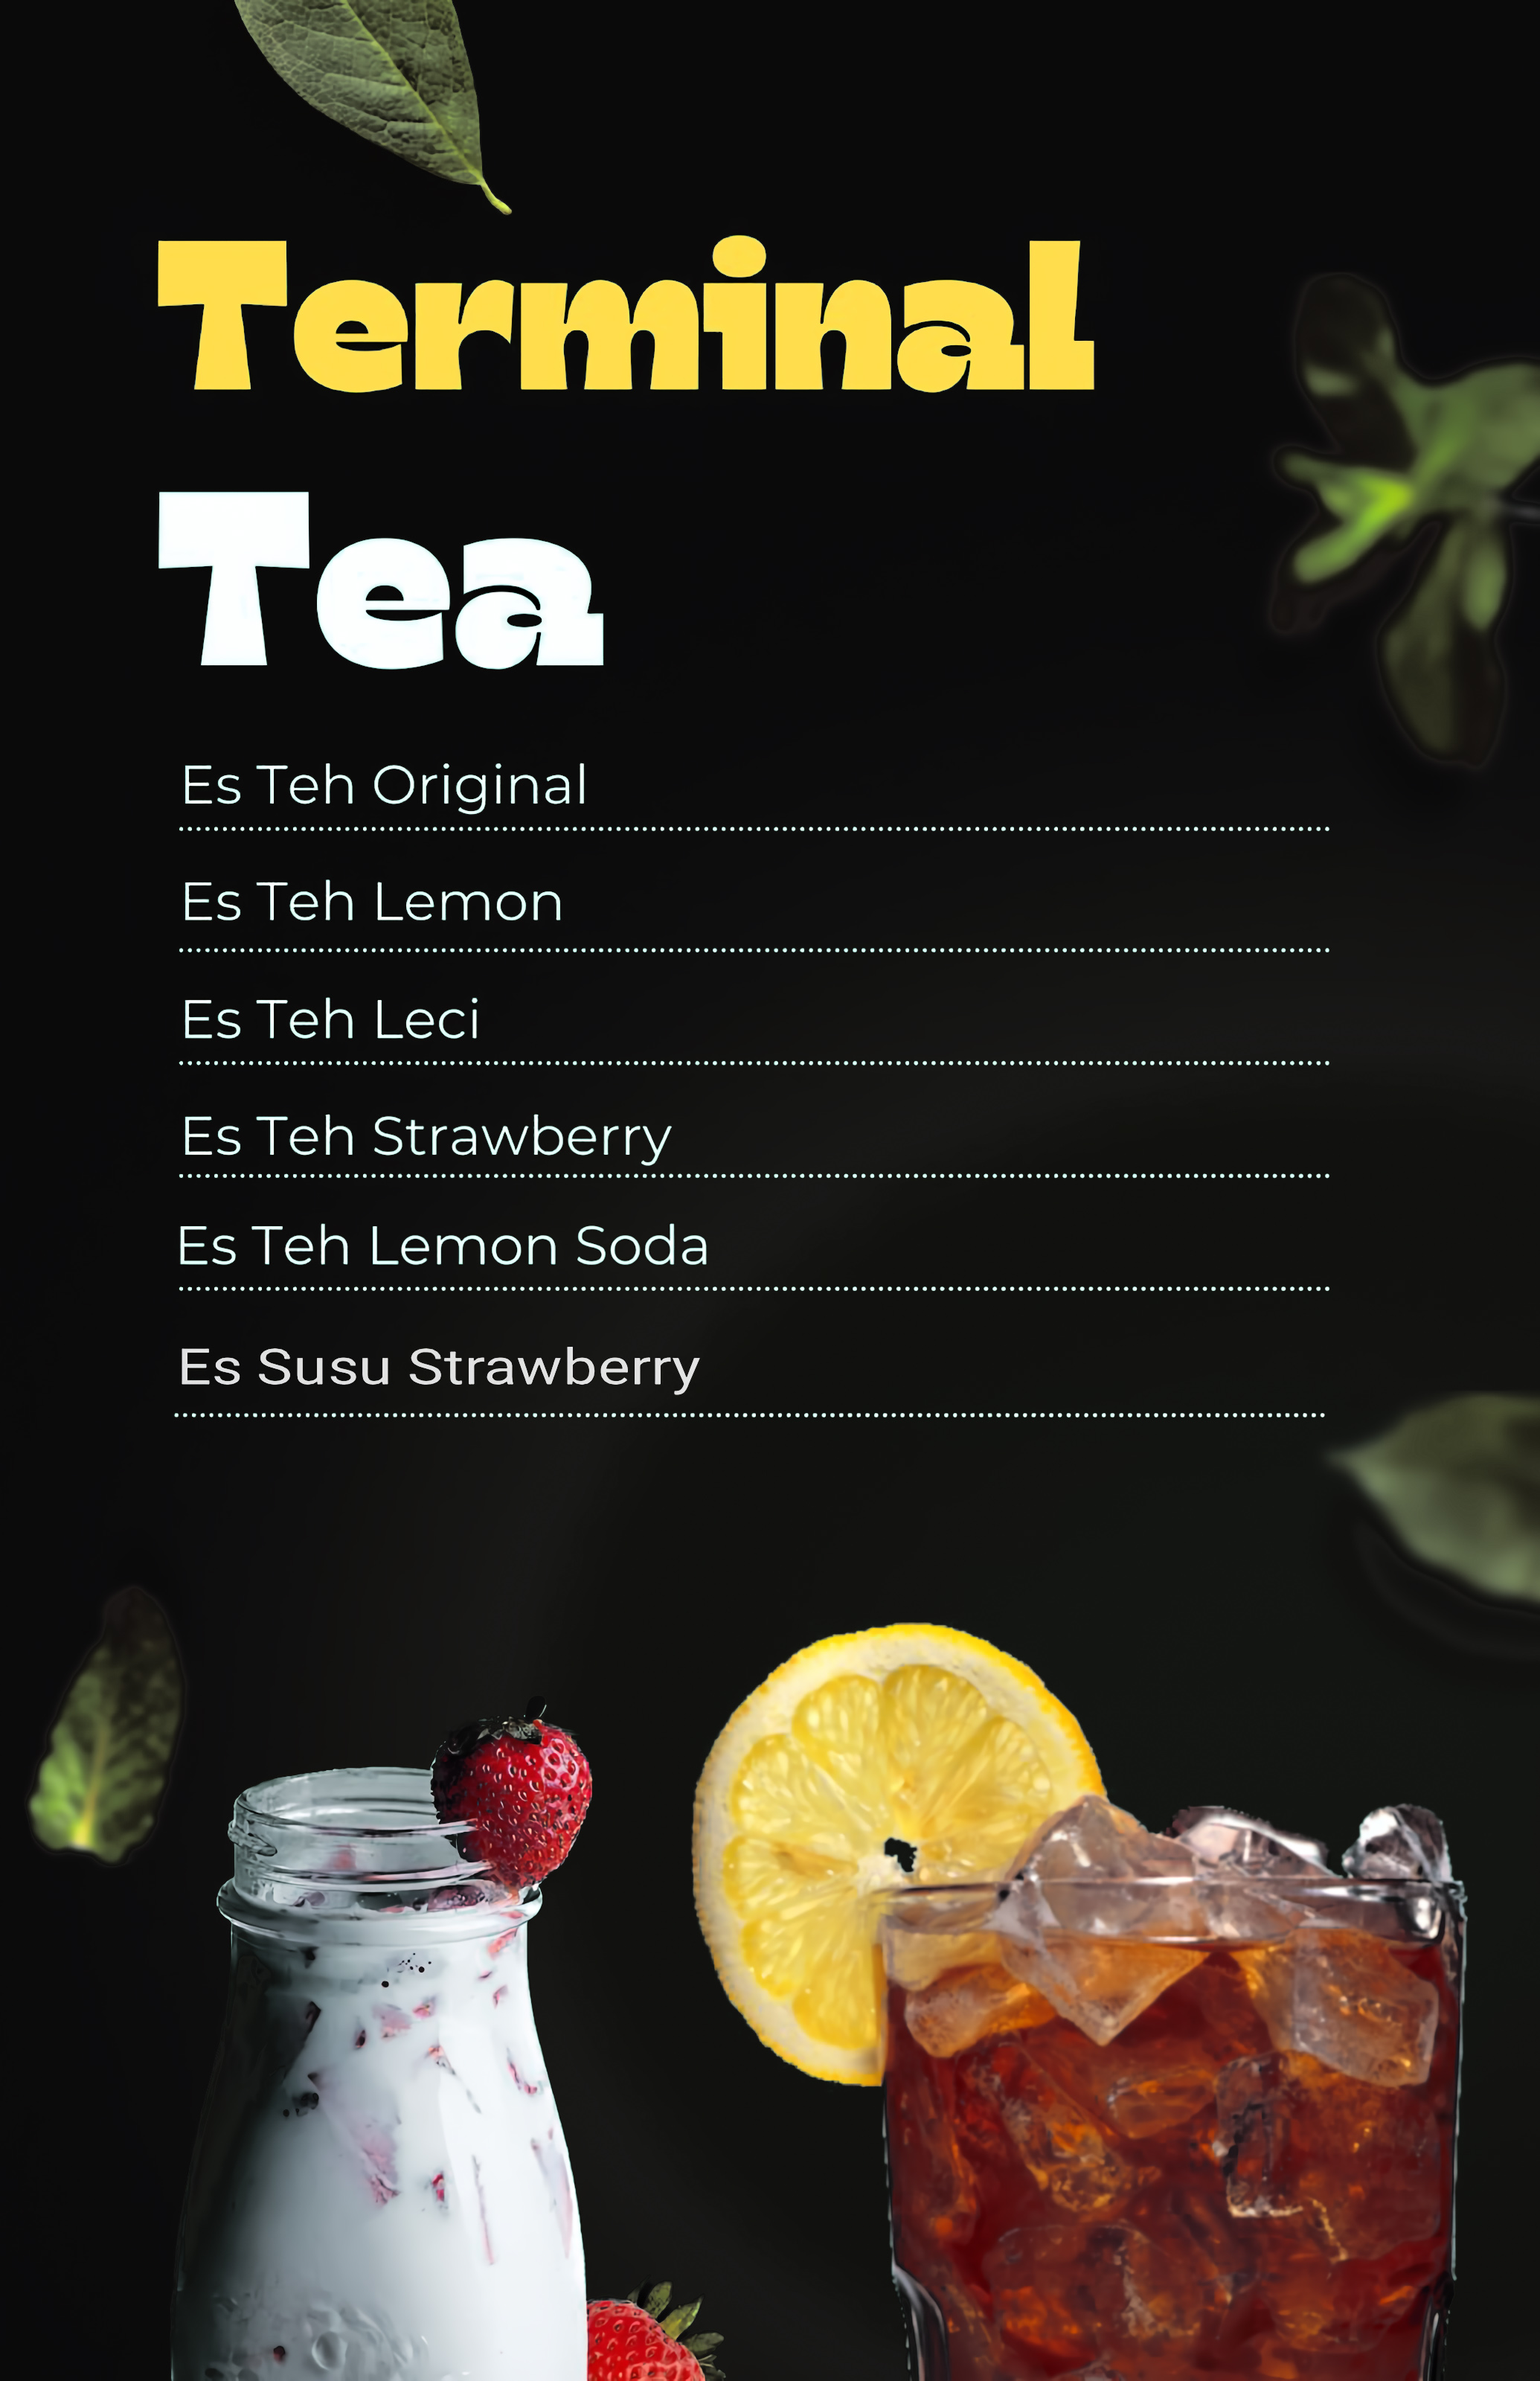 Terminal
Tea
Es Teh Original
Es Teh Lemon
Es Teh Leci
Es Teh Strawberry
Es Teh Lemon Soda
Es Susu Strawberry